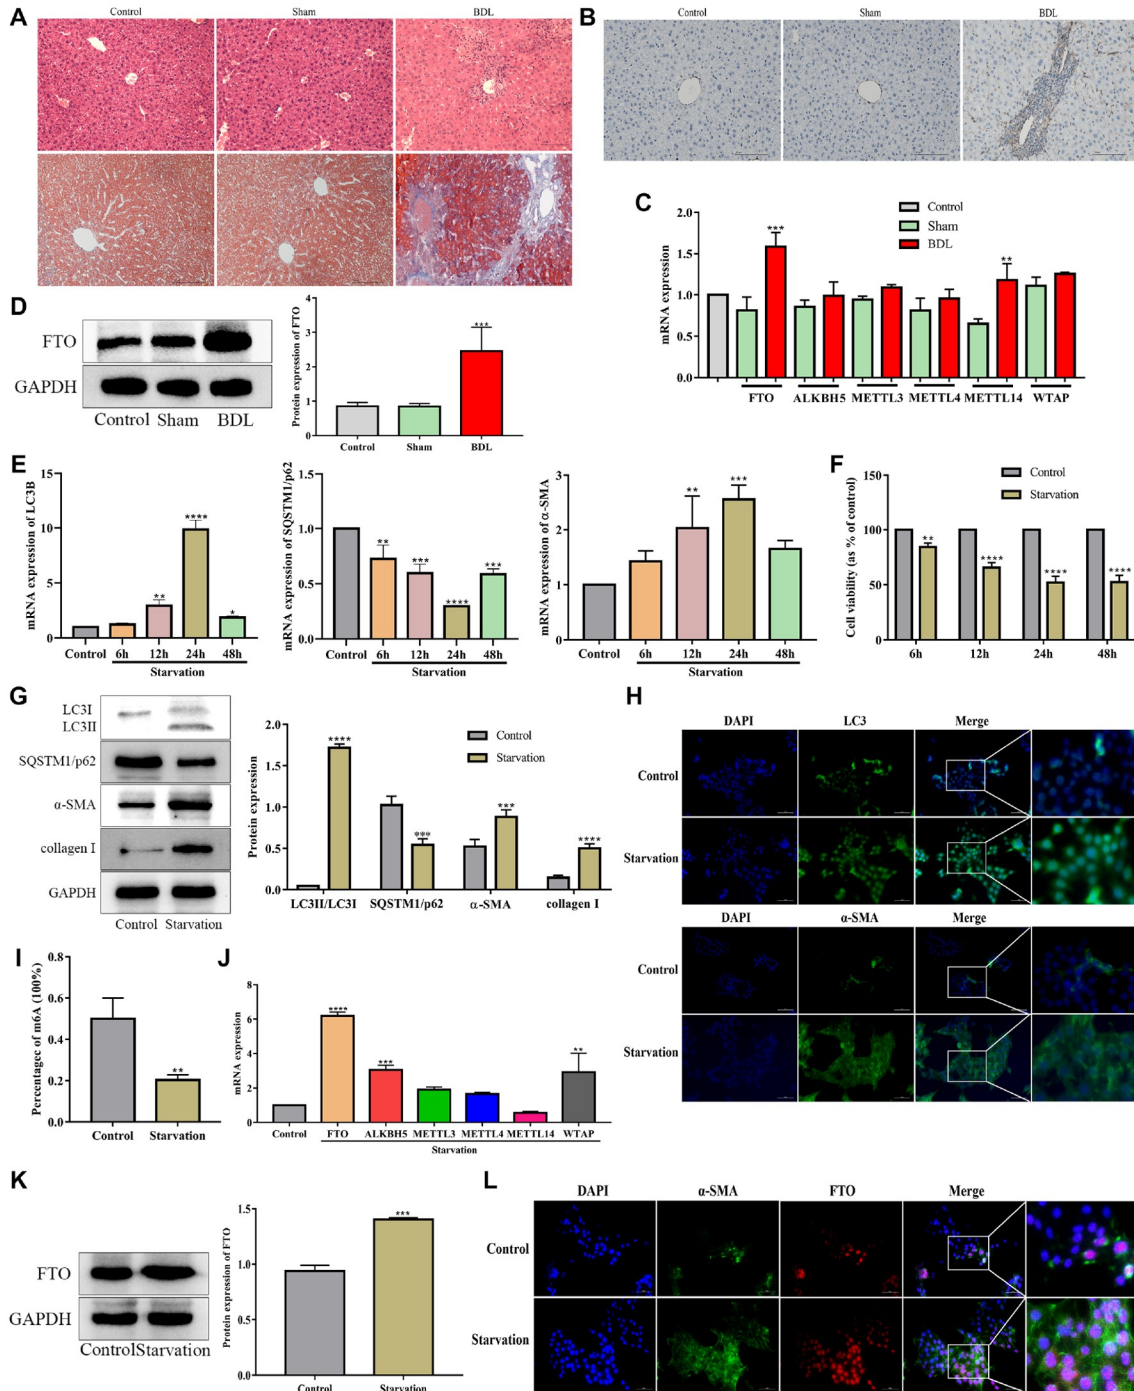 A
Control
Sham
BDL
B
Control
Sham
BDL
C
Control
Sham
BDL
mRNA expression
2.0
1.5
1.0
0.5
0.0
***
**
FTO ALKBH5 METTL3 METTL4 METTL14 WTAP
D
FTO
GAPDH
Control Sham BDL
Protein expression of FTO
4
3
2
1
0
***
Control Sham BDL
E
mRNA expression of LC3B
15
10
5
0
**
****
*
Control 6h 12h 24h 48h
Starvation
mRNA expression of SQSTM1/p62
1.5
1.0
0.5
0.0
**
***
****
***
Control 6h 12h 24h 48h
Starvation
mRNA expression of α-SMA
3
2
1
0
**
***
Control 6h 12h 24h 48h
Starvation
F
Control
Starvation
Cell viability (as % of control)
150
100
50
0
**
****
****
****
6h 12h 24h 48h
G
LC3I
LC3II
SQSTM1/p62
α-SMA
collagen I
GAPDH
Control Starvation
Control
Starvation
Protein expression
2.0
1.5
1.0
0.5
0.0
****
***
***
****
LC3II/LC3I SQSTM1/p62 α-SMA collagen I
H
DAPI LC3 Merge
Control
Starvation
DAPI α-SMA Merge
Control
Starvation
I
Percentagec of m6A (100%)
0.8
0.6
0.4
0.2
0.0
**
Control Starvation
J
mRNA expression
8
6
4
2
0
****
***
**
Control FTO ALKBH5 METTL3 METTL4 METTL14 WTAP
Starvation
K
FTO
GAPDH
Control Starvation
Protein expression of FTO
1.5
1.0
0.5
0.0
***
Control Starvation
L
DAPI α-SMA FTO Merge
Control
Starvation